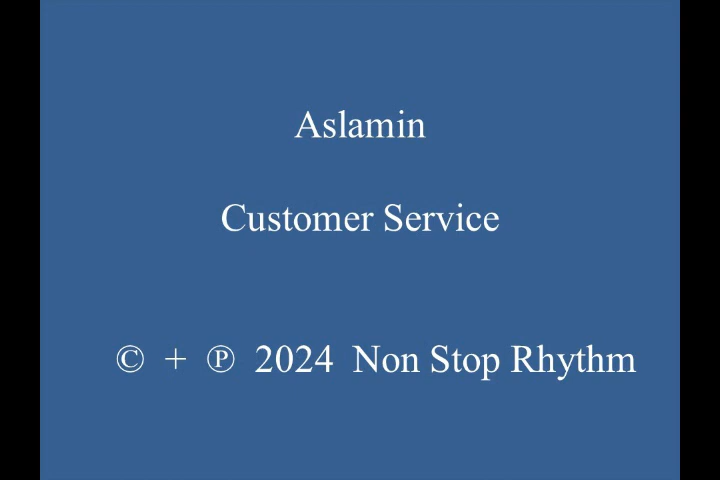 Aslamin
Customer Service
© + ℗ 2024 Non Stop Rhythm